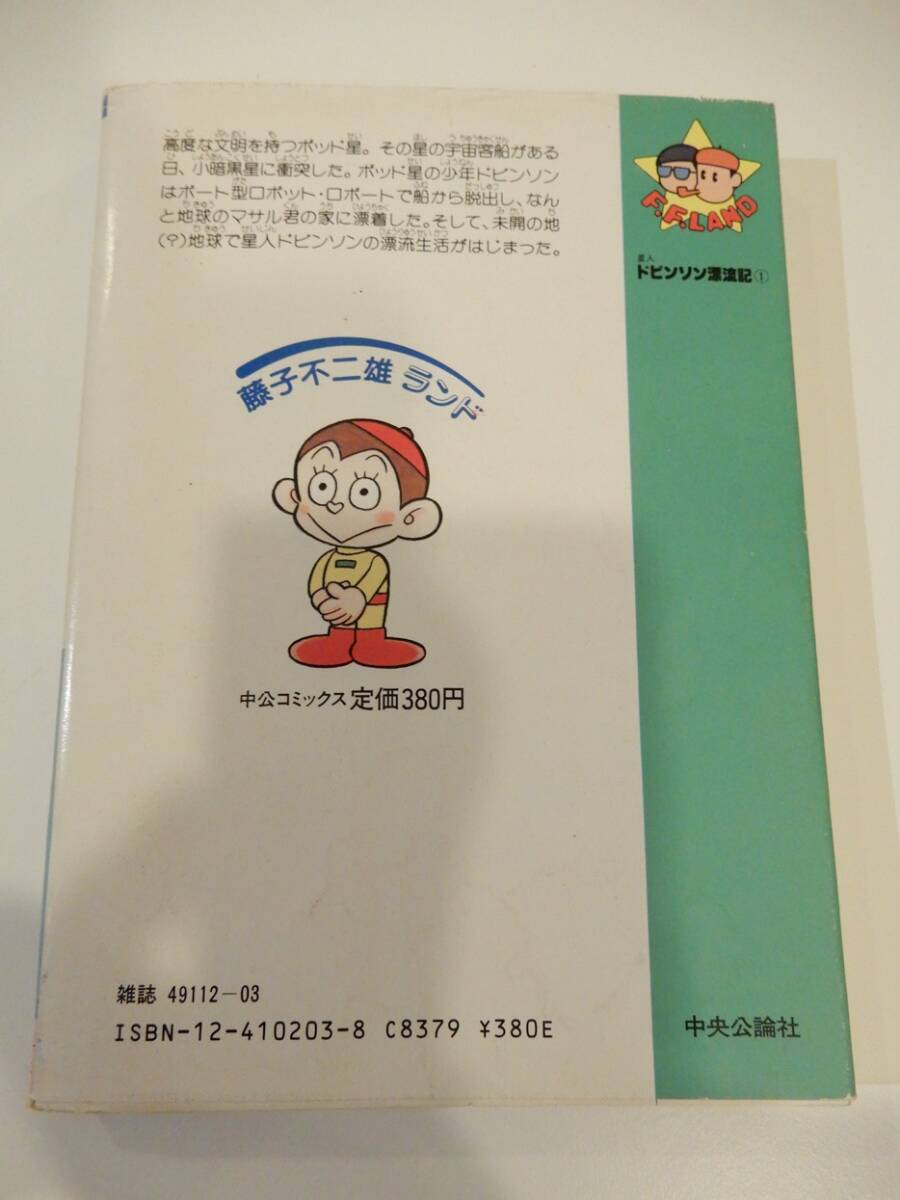 高度な文明を持つポッド星。その星の宇宙客船がある
日、小暗黒星に衝突した。ポッド星の少年ドビンソン
はボート型ロボット・ロボートで船から脱出し、なん
と地球のマサル君の家に漂着した。そして、未開の地
(?)地球で星人ドビンソンの漂流生活がはじまった。
F.F.LAND
星人
ドビンソン漂流記①
藤子不二雄ランド
中公コミックス 定価380円
雑誌 49112-03
ISBN-12-410203-8 C8379 ¥380E
中央公論社